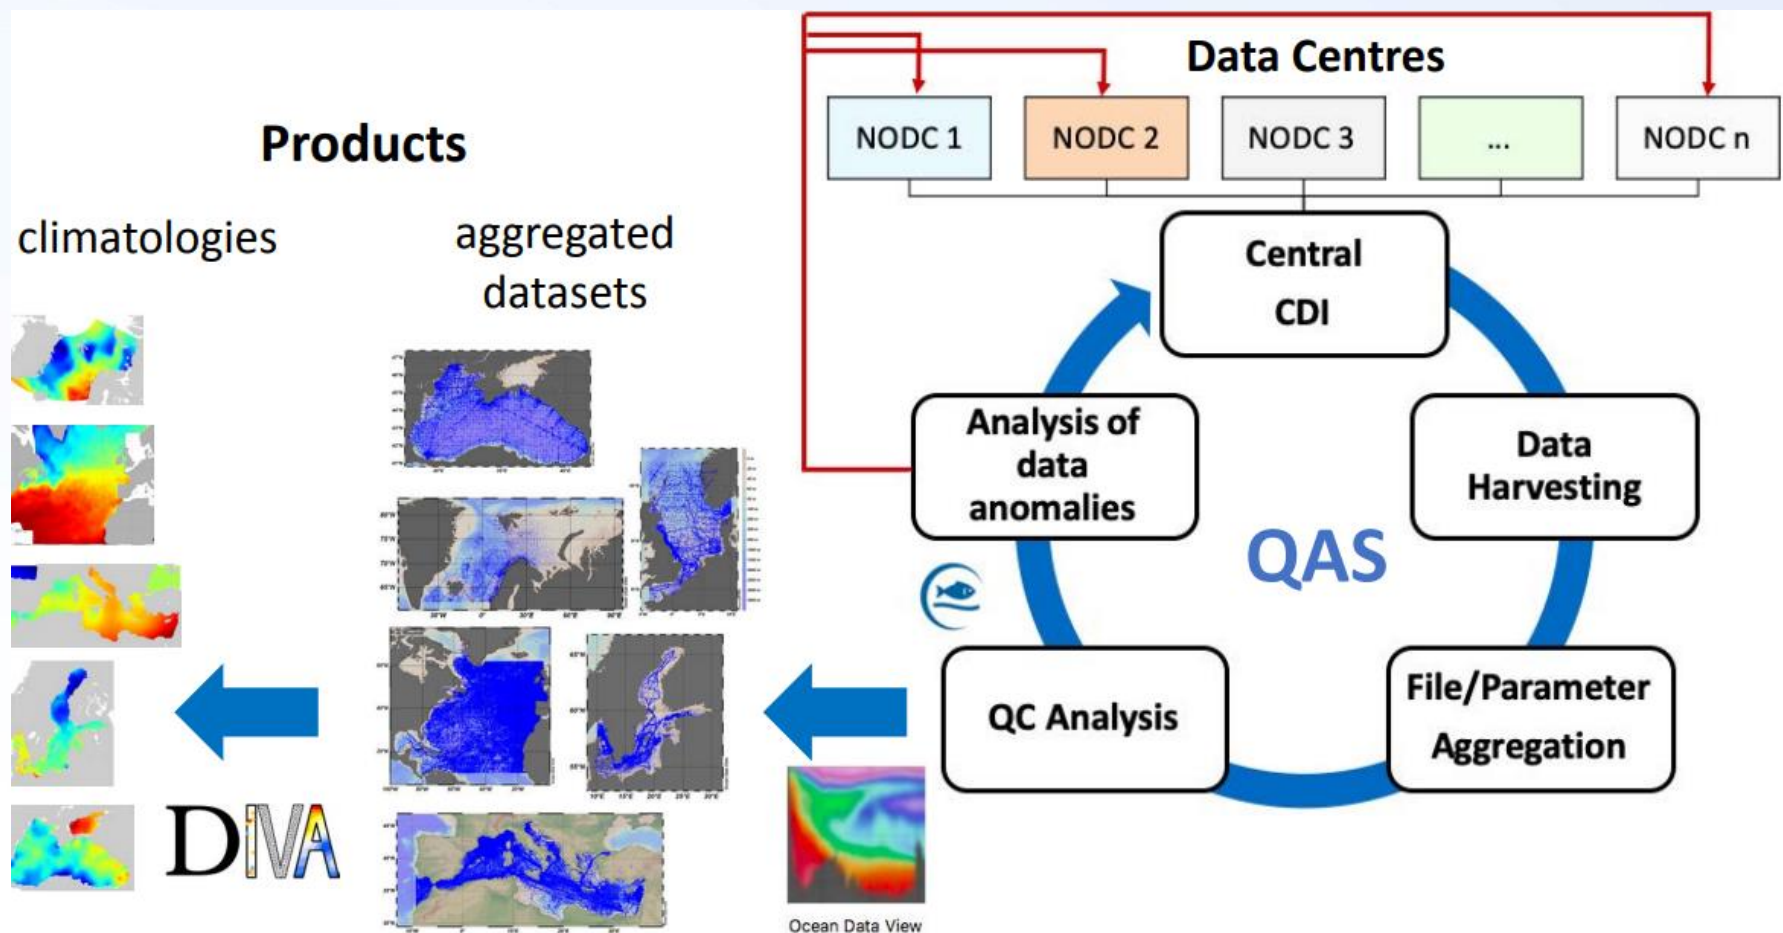 Data Centres
NODC 1
NODC 2
NODC 3
...
NODC n
Products
climatologies
aggregated
datasets
Central
CDI
Analysis of
data
anomalies
Data
Harvesting
QAS
QC Analysis
File/Parameter
Aggregation
DIVA
Ocean Data View